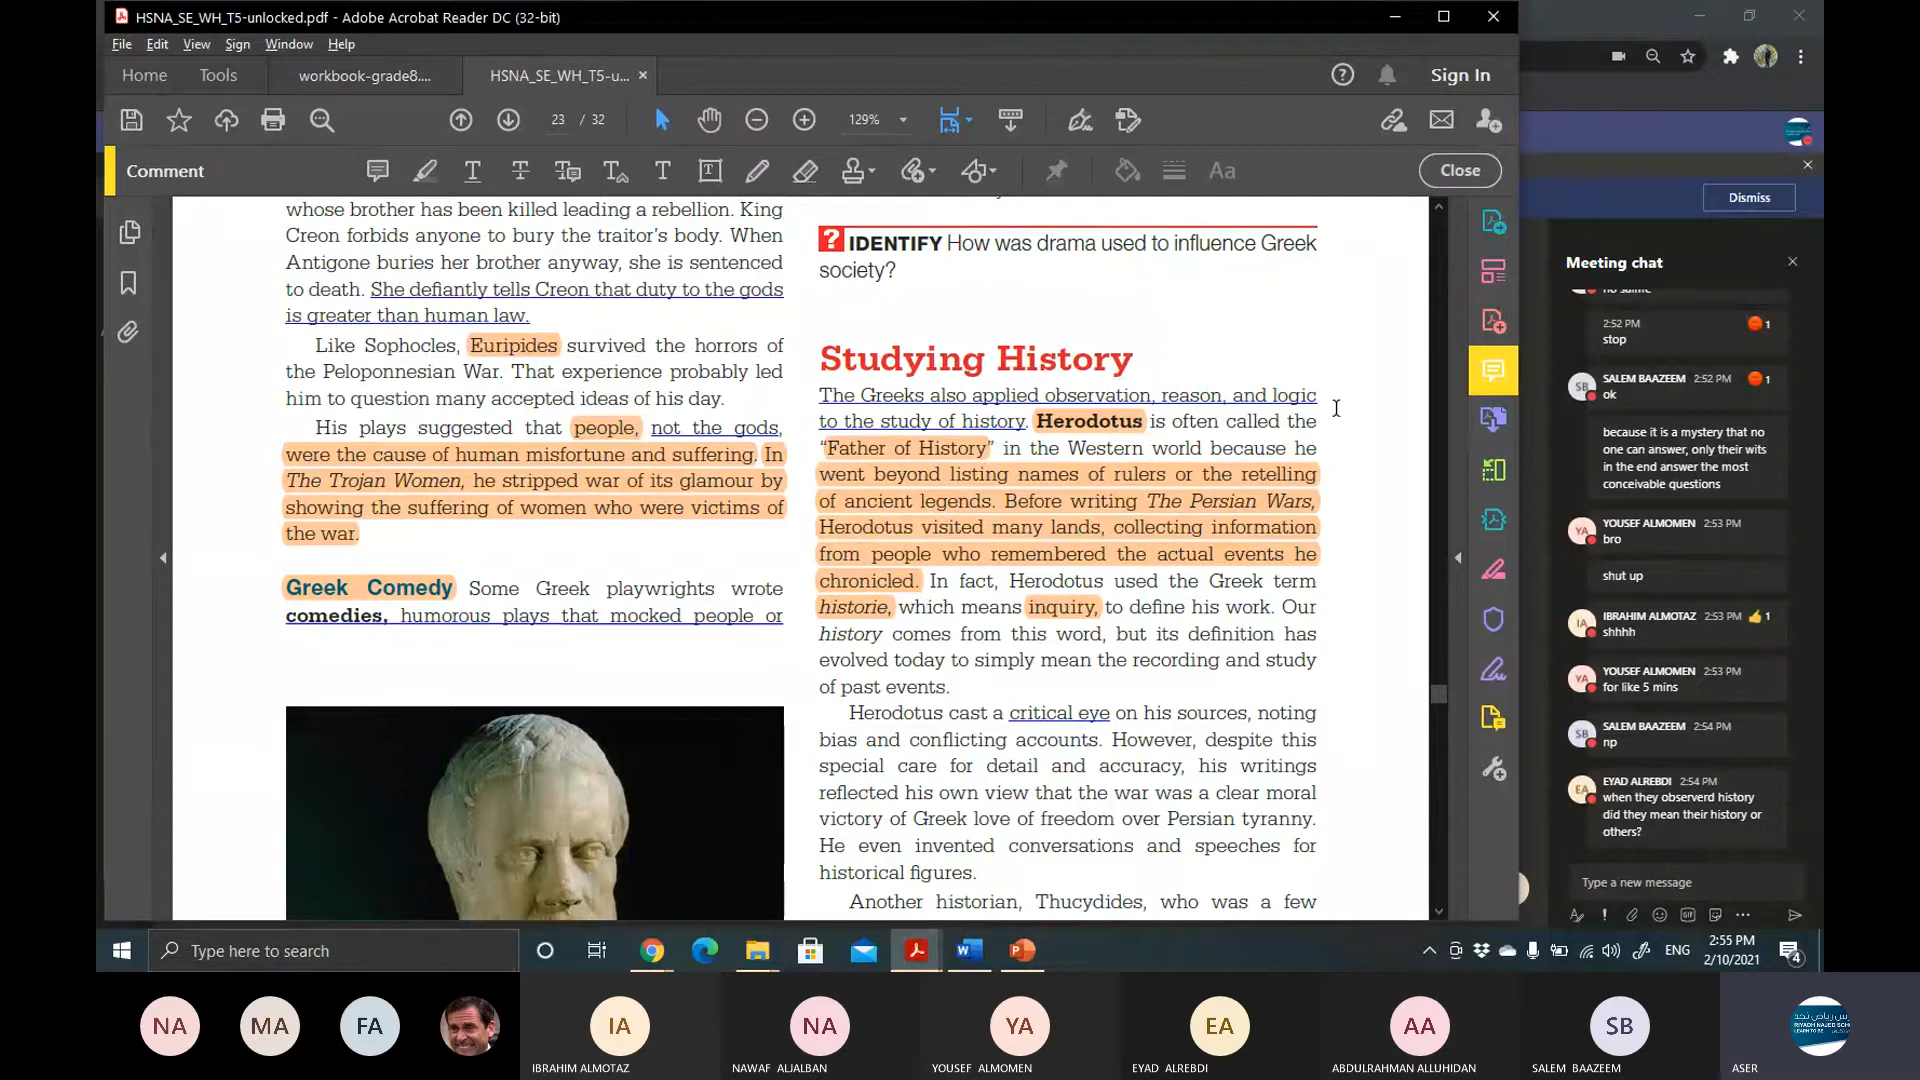 HSNA_SE_WH_T5-unlocked.pdf - Adobe Acrobat Reader DC (32-bit)
File Edit View Sign Window Help
Home Tools workbook-grade8.... HSNA_SE_WH_T5-u... Sign In
23 / 32 129%
Comment Aa Close
whose brother has been killed leading a rebellion. King
Creon forbids anyone to bury the traitor's body. When
Antigone buries her brother anyway, she is sentenced
to death. She defiantly tells Creon that duty to the gods
is greater than human law.
Like Sophocles, Euripides survived the horrors of
the Peloponnesian War. That experience probably led
him to question many accepted ideas of his day.
His plays suggested that people, not the gods,
were the cause of human misfortune and suffering. In
The Trojan Women, he stripped war of its glamour by
showing the suffering of women who were victims of
the war.
Greek Comedy Some Greek playwrights wrote
comedies, humorous plays that mocked people or
? IDENTIFY How was drama used to influence Greek
society?
Studying History
The Greeks also applied observation, reason, and logic
to the study of history. Herodotus is often called the
“Father of History” in the Western world because he
went beyond listing names of rulers or the retelling
of ancient legends. Before writing The Persian Wars,
Herodotus visited many lands, collecting information
from people who remembered the actual events he
chronicled. In fact, Herodotus used the Greek term
historie, which means inquiry, to define his work. Our
history comes from this word, but its definition has
evolved today to simply mean the recording and study
of past events.
Herodotus cast a critical eye on his sources, noting
bias and conflicting accounts. However, despite this
special care for detail and accuracy, his writings
reflected his own view that the war was a clear moral
victory of Greek love of freedom over Persian tyranny.
He even invented conversations and speeches for
historical figures.
Another historian, Thucydides, who was a few
Dismiss
Meeting chat
2:52 PM 1
stop
SB SALEM BAAZEEM 2:52 PM 1
ok
because it is a mystery that no
one can answer, only their wits
in the end answer the most
conceivable questions
YA YOUSEF ALMOMEN 2:53 PM
bro
shut up
IA IBRAHIM ALMOTAZ 2:53 PM 1
shhhh
YA YOUSEF ALMOMEN 2:53 PM
for like 5 mins
SB SALEM BAAZEEM 2:54 PM
np
EA EYAD ALREBDI 2:54 PM
when they observerd history
did they mean their history or
others?
Type a new message
GIF
Type here to search
ENG
2:55 PM
2/10/2021
4
NA MA FA IA NA YA EA AA SB
IBRAHIM ALMOTAZ NAWAF ALJALBAN YOUSEF ALMOMEN EYAD ALREBDI ABDULRAHMAN ALLUHIDAN SALEM BAAZEEM ASER